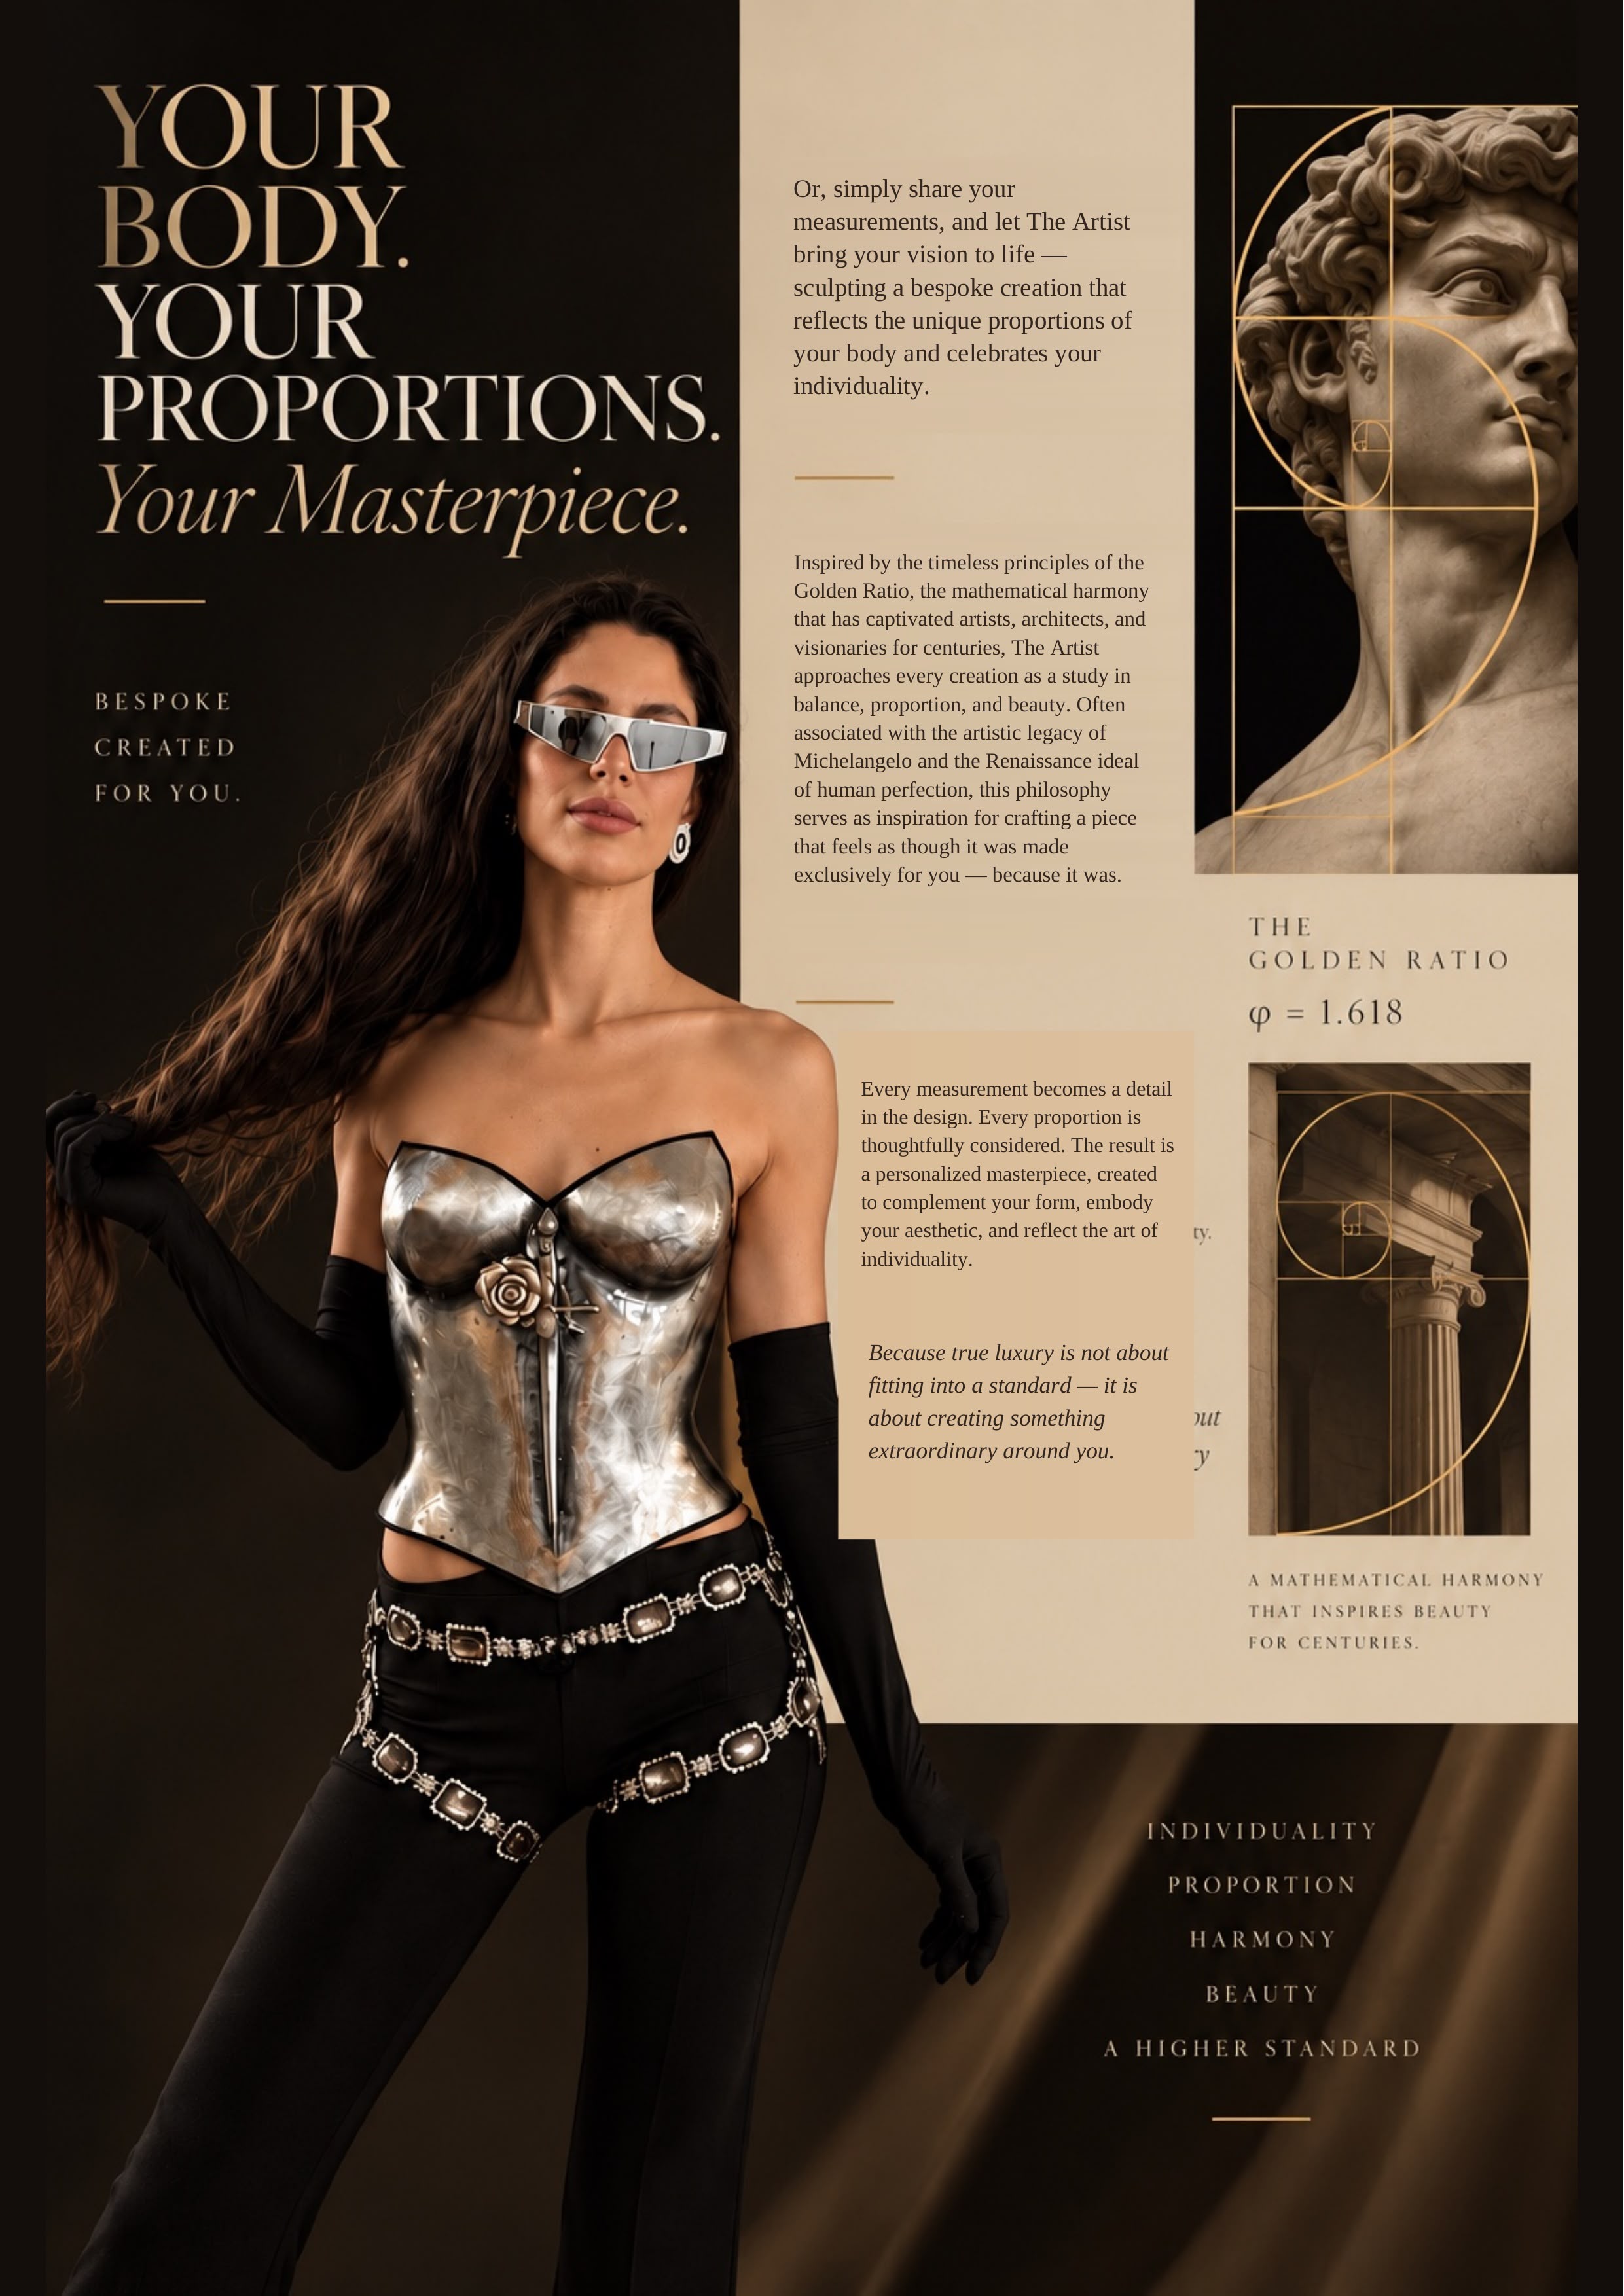 YOUR
BODY.
YOUR
PROPORTIONS.
Your Masterpiece.
BESPOKE
CREATED
FOR YOU.
Or, simply share your
measurements, and let The Artist
bring your vision to life —
sculpting a bespoke creation that
reflects the unique proportions of
your body and celebrates your
individuality.
Inspired by the timeless principles of the
Golden Ratio, the mathematical harmony
that has captivated artists, architects, and
visionaries for centuries, The Artist
approaches every creation as a study in
balance, proportion, and beauty. Often
associated with the artistic legacy of
Michelangelo and the Renaissance ideal
of human perfection, this philosophy
serves as inspiration for crafting a piece
that feels as though it was made
exclusively for you — because it was.
Every measurement becomes a detail
in the design. Every proportion is
thoughtfully considered. The result is
a personalized masterpiece, created
to complement your form, embody
your aesthetic, and reflect the art of
individuality.
Because true luxury is not about
fitting into a standard — it is
about creating something
extraordinary around you.
THE
GOLDEN RATIO
φ = 1.618
A MATHEMATICAL HARMONY
THAT INSPIRES BEAUTY
FOR CENTURIES.
INDIVIDUALITY
PROPORTION
HARMONY
BEAUTY
A HIGHER STANDARD